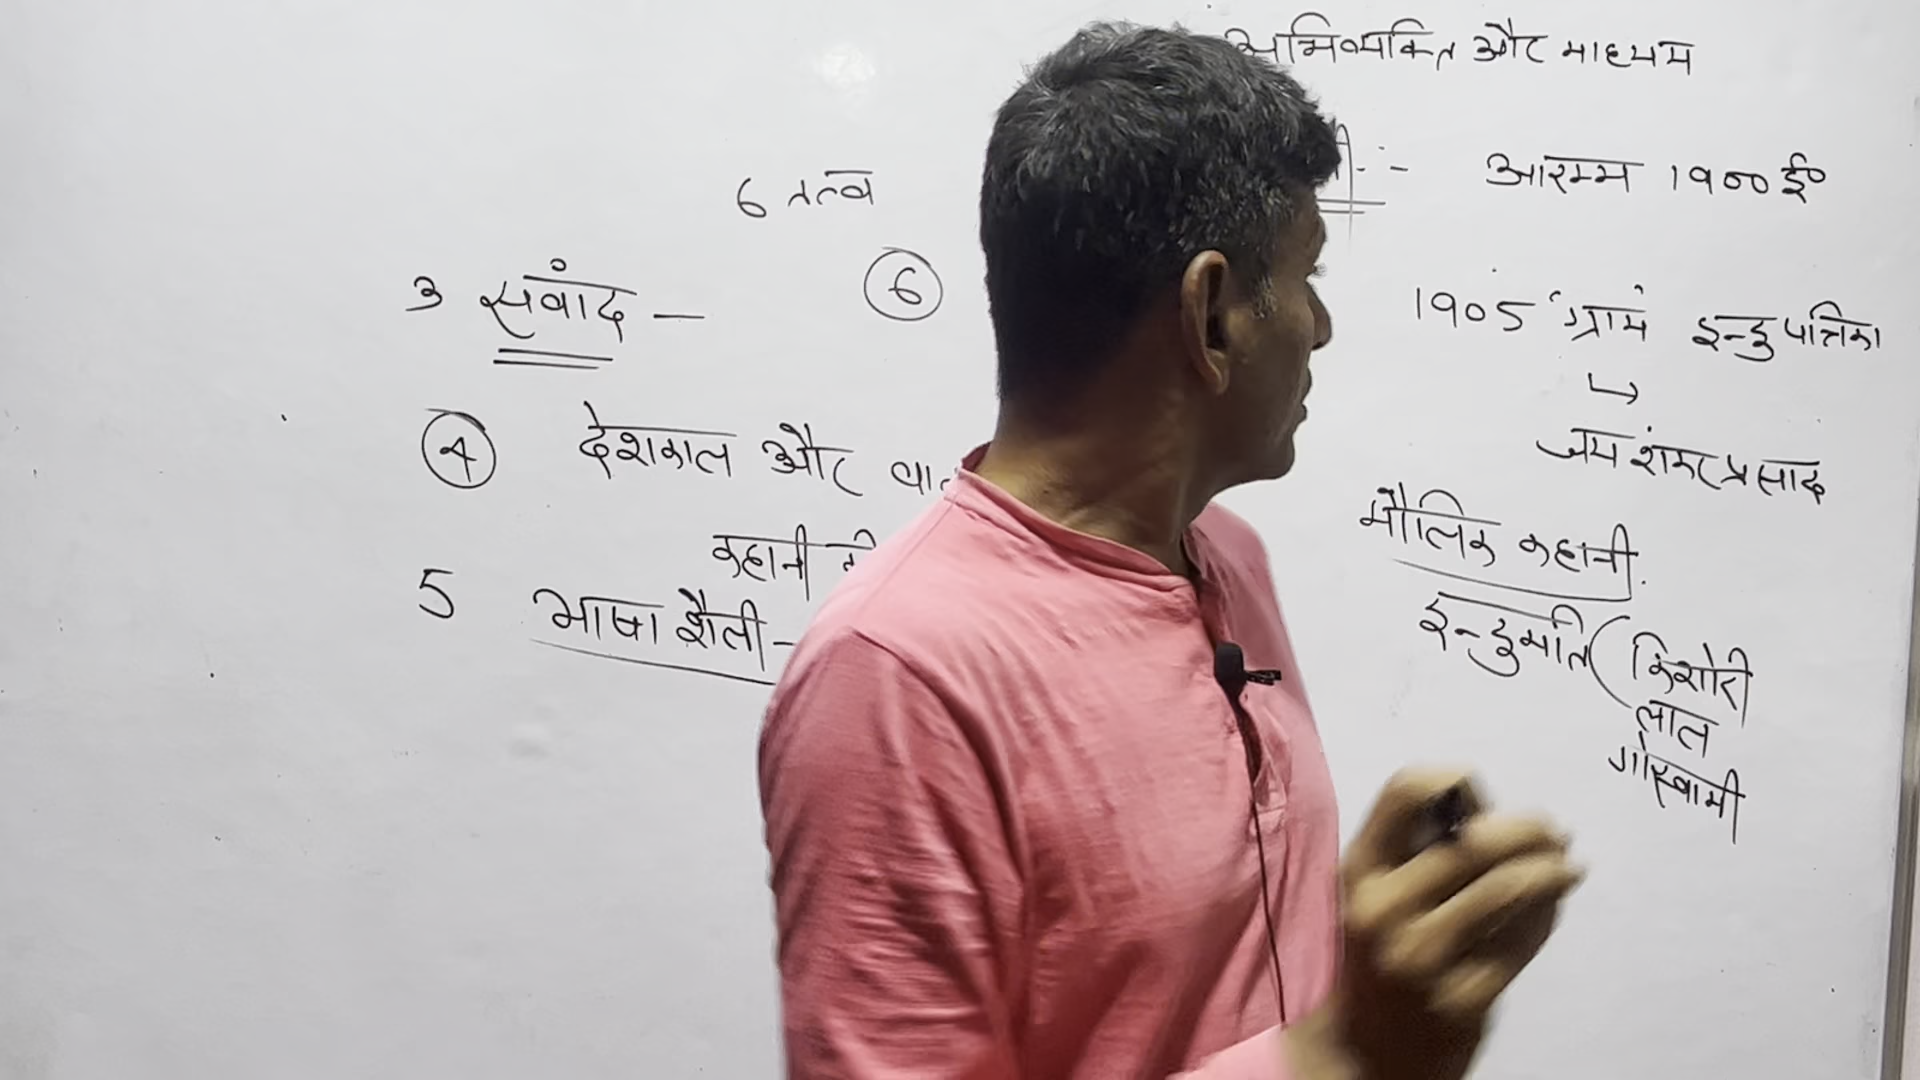 अभिव्यक्ति और माध्यम
आरम्भ 1900 ई०
6 तत्व
3 संवाद -
6
1905 'ग्राम' इन्दु पत्रिका
↳
जयशंकर प्रसाद
4 देशकाल और
मौलिक कहानी.
कहानी
5 भाषा शैली -
इन्दुमति (किशोरी
लाल
गोस्वामी